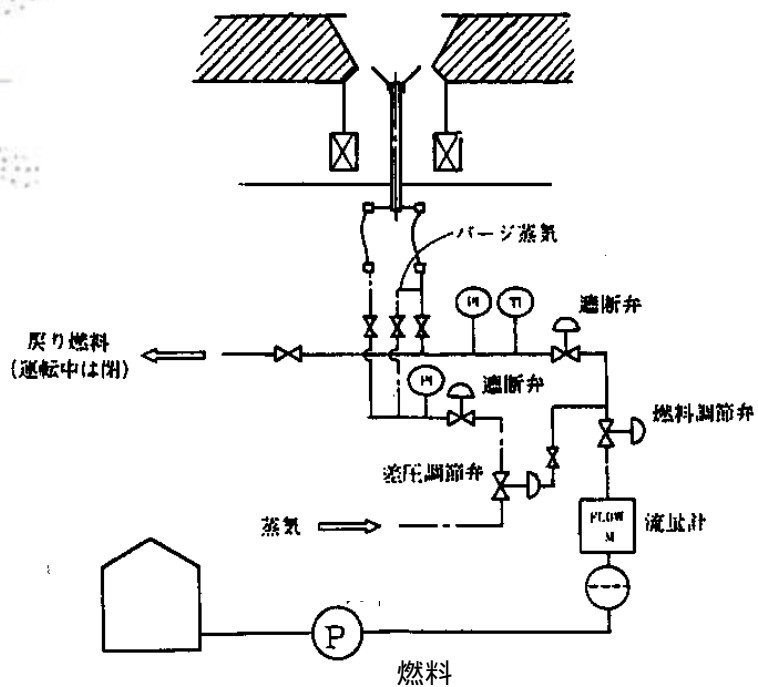 パージ蒸気
PI
TI
遮断弁
戻り燃料
(運転中は閉)
PI
遮断弁
燃料調節弁
差圧調節弁
蒸気
FLOW
M
流量計
P
燃料